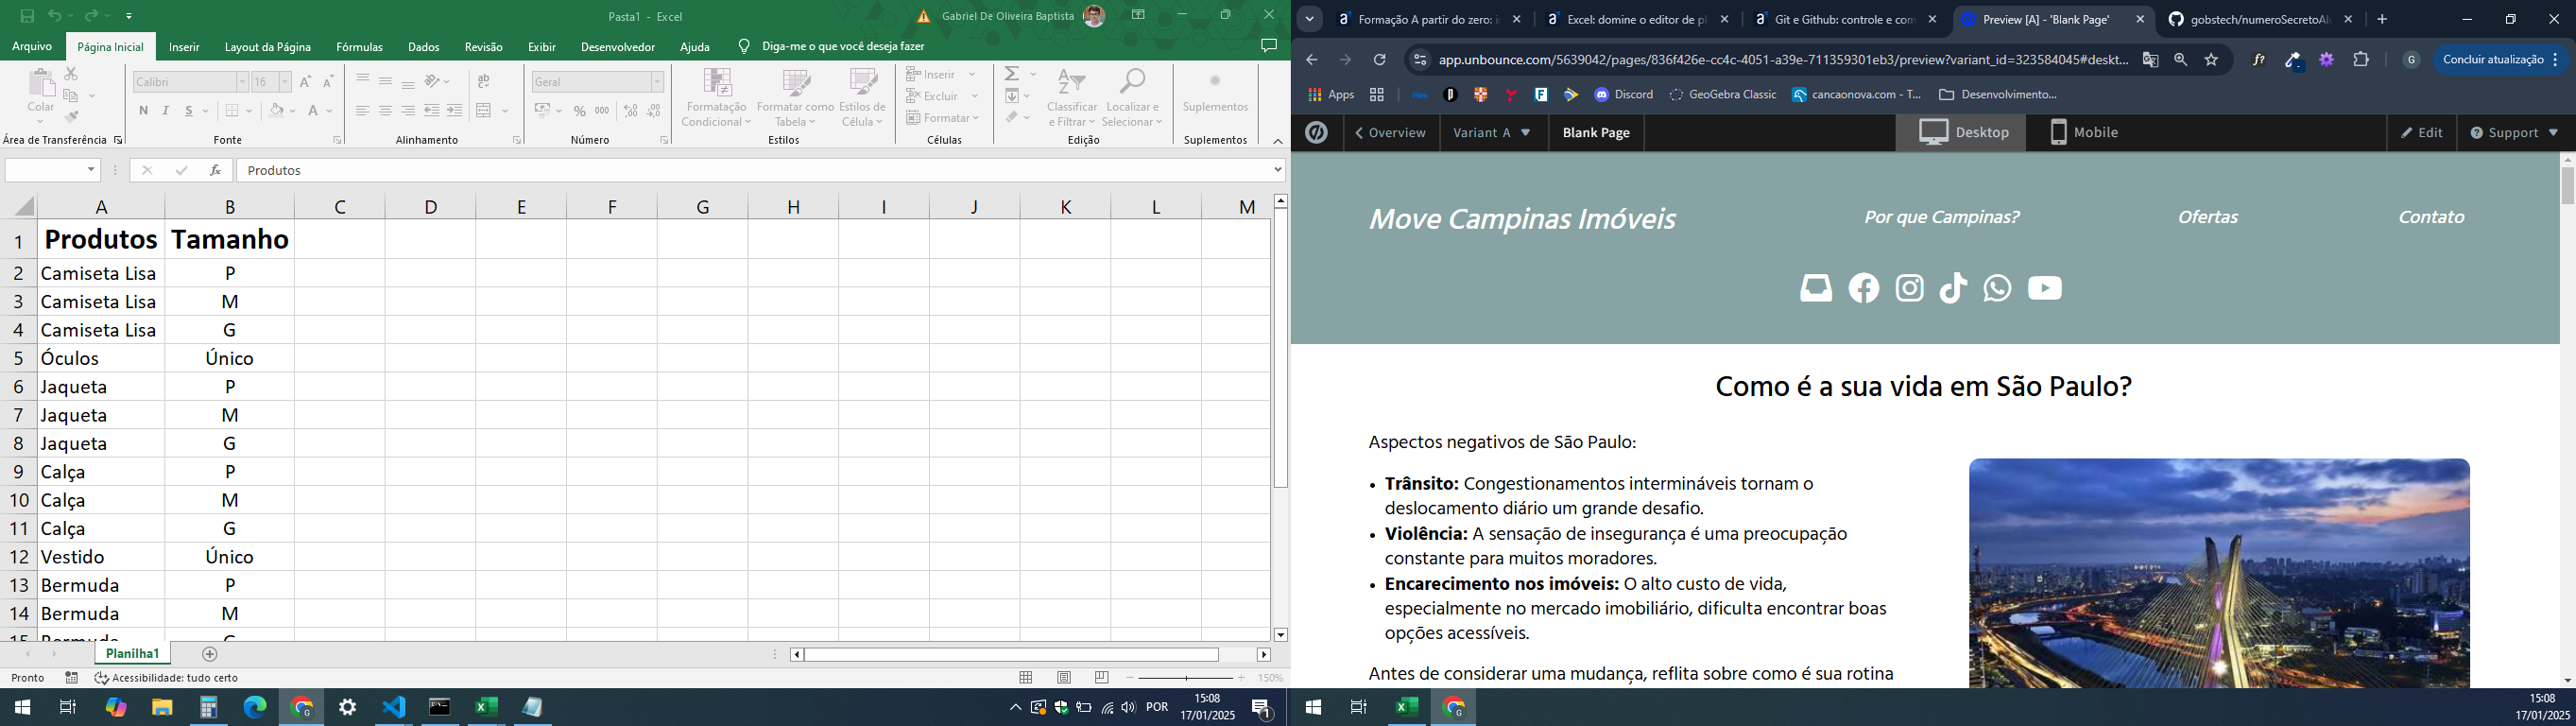 Pasta1 - Excel
Gabriel De Oliveira Baptista
Arquivo
Página Inicial
Inserir
Layout da Página
Fórmulas
Dados
Revisão
Exibir
Desenvolvedor
Ajuda
Diga-me o que você deseja fazer
Colar
Área de Transferência
Calibri
16
N I S
Fonte
Alinhamento
Geral
% 000
Número
Formatação Condicional
Formatar como Tabela
Estilos de Célula
Estilos
Inserir
Excluir
Formatar
Células
Classificar e Filtrar
Localizar e Selecionar
Edição
Suplementos
Suplementos
fx
Produtos
A B C D E F G H I J K L M
1 Produtos Tamanho
2 Camiseta Lisa P
3 Camiseta Lisa M
4 Camiseta Lisa G
5 Óculos Único
6 Jaqueta P
7 Jaqueta M
8 Jaqueta G
9 Calça P
10 Calça M
11 Calça G
12 Vestido Único
13 Bermuda P
14 Bermuda M
15 Bermuda G
Planilha1
Pronto
Acessibilidade: tudo certo
150%
POR
15:08
17/01/2025
1
Formação A partir do zero: i
Excel: domine o editor de pl
Git e Github: controle e com
Preview [A] - 'Blank Page'
gobstech/numeroSecretoAl
app.unbounce.com/5639042/pages/836f426e-cc4c-4051-a39e-711359301eb3/preview?variant_id=323584045#deskt...
G
Concluir atualização
Apps
Discord
GeoGebra Classic
cancaonova.com - T...
Desenvolvimento...
Overview
Variant A
Blank Page
Desktop
Mobile
Edit
Support
Move Campinas Imóveis
Por que Campinas?
Ofertas
Contato
Como é a sua vida em São Paulo?
Aspectos negativos de São Paulo:
• Trânsito: Congestionamentos intermináveis tornam o
deslocamento diário um grande desafio.
• Violência: A sensação de insegurança é uma preocupação
constante para muitos moradores.
• Encarecimento nos imóveis: O alto custo de vida,
especialmente no mercado imobiliário, dificulta encontrar boas
opções acessíveis.
Antes de considerar uma mudança, reflita sobre como é sua rotina
15:08
17/01/2025